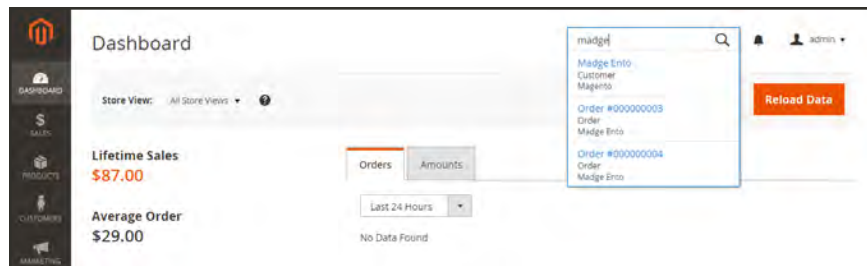 Dashboard
madge
admin
Madge Ento
Customer
Magento
Order #000000003
Order
Madge Ento
Order #000000004
Order
Madge Ento
DASHBOARD
SALES
PRODUCTS
CUSTOMERS
MARKETING
Store View: All Store Views
Reload Data
Lifetime Sales
$87.00
Average Order
$29.00
Orders
Amounts
Last 24 Hours
No Data Found